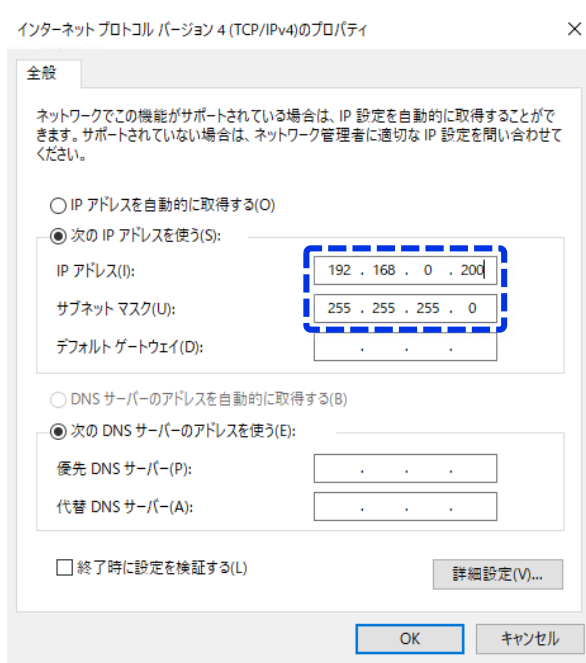 インターネット プロトコル バージョン 4 (TCP/IPv4)のプロパティ
全般
ネットワークでこの機能がサポートされている場合は、IP 設定を自動的に取得することがで
きます。サポートされていない場合は、ネットワーク管理者に適切な IP 設定を問い合わせて
ください。
IP アドレスを自動的に取得する(O)
次の IP アドレスを使う(S):
IP アドレス(I): 192 . 168 . 0 . 200
サブネット マスク(U): 255 . 255 . 255 . 0
デフォルト ゲートウェイ(D): . . .
DNS サーバーのアドレスを自動的に取得する(B)
次の DNS サーバーのアドレスを使う(E):
優先 DNS サーバー(P): . . .
代替 DNS サーバー(A): . . .
終了時に設定を検証する(L)
詳細設定(V)...
OK キャンセル